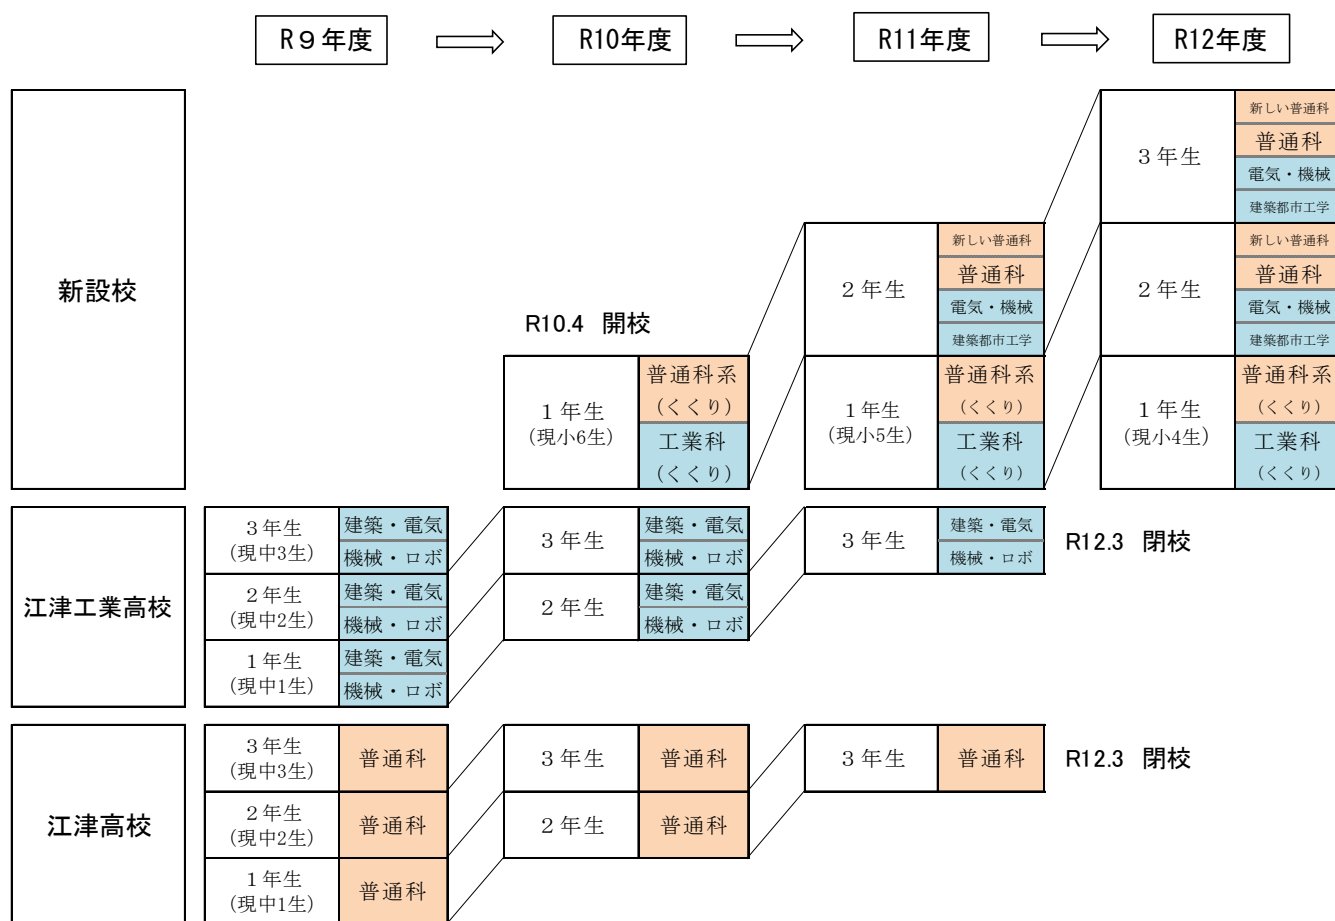 R９年度
R10年度
R11年度
R12年度
新設校
R10.4 開校
１年生
(現小6生)
普通科系
(くくり)
工業科
(くくり)
２年生
新しい普通科
普通科
電気・機械
建築都市工学
１年生
(現小5生)
普通科系
(くくり)
工業科
(くくり)
３年生
新しい普通科
普通科
電気・機械
建築都市工学
２年生
新しい普通科
普通科
電気・機械
建築都市工学
１年生
(現小4生)
普通科系
(くくり)
工業科
(くくり)
江津工業高校
３年生
(現中3生)
建築・電気
機械・ロボ
２年生
(現中2生)
建築・電気
機械・ロボ
１年生
(現中1生)
建築・電気
機械・ロボ
３年生
建築・電気
機械・ロボ
２年生
建築・電気
機械・ロボ
３年生
建築・電気
機械・ロボ
R12.3 閉校
江津高校
３年生
(現中3生)
普通科
２年生
(現中2生)
普通科
１年生
(現中1生)
普通科
３年生
普通科
２年生
普通科
３年生
普通科
R12.3 閉校